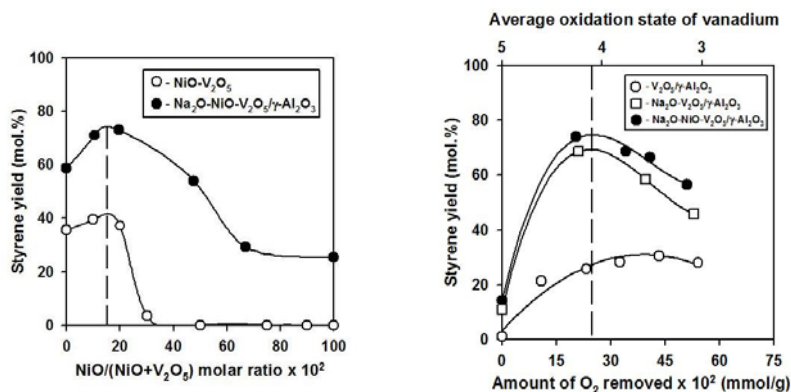 Average oxidation state of vanadium
5 4 3
100
80
60
40
20
0
Styrene yield (mol.%)
- NiO-V2O5
- Na2O-NiO-V2O5/γ-Al2O3
0 20 40 60 80 100
NiO/(NiO+V2O5) molar ratio x 10²
100
80
60
40
20
0
Styrene yield (mol.%)
- V2O5/γ-Al2O3
- Na2O-V2O5/γ-Al2O3
- Na2O-NiO-V2O5/γ-Al2O3
0 15 30 45 60 75
Amount of O2 removed x 10² (mmol/g)